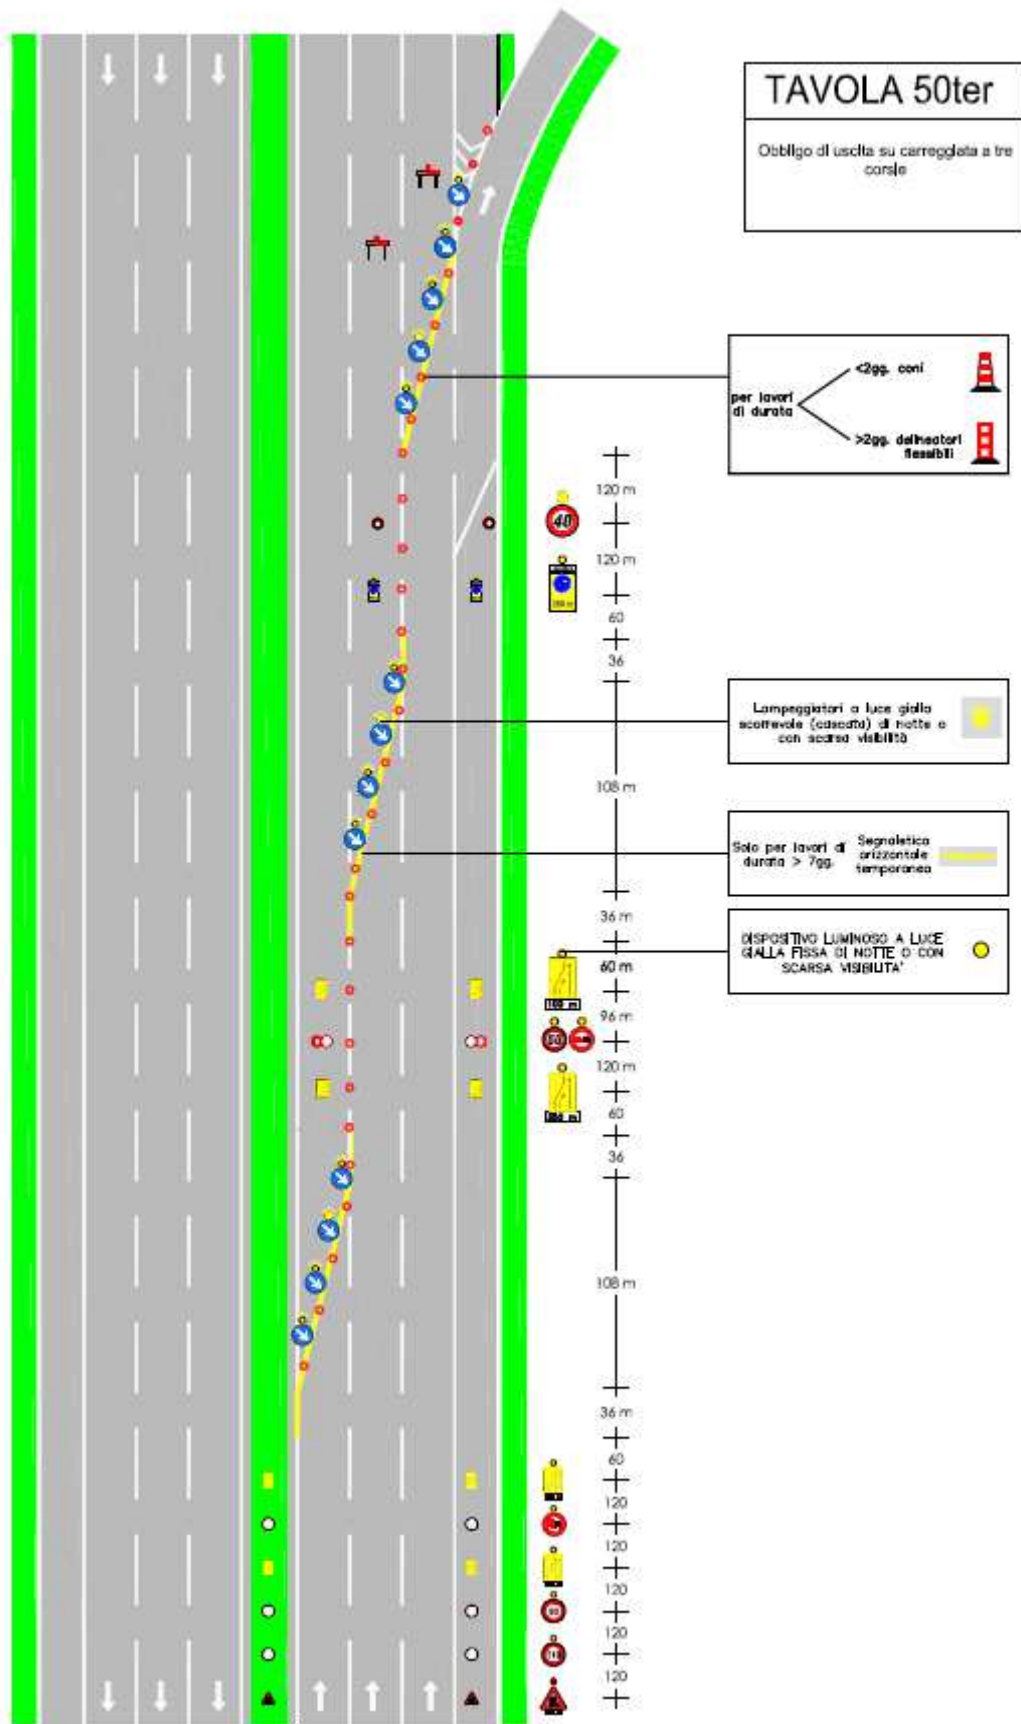 TAVOLA 50ter
Obbligo di uscita su carreggiata a tre
corsie
<2gg. coni
per lavori
di durata
>2gg. delineatori
flessibili
120 m
40
120 m
60
36
Lampeggiatori a luce gialla
scorrevole (cascata) di notte o
con scarsa visibilità
108 m
Solo per lavori di
durata > 7gg.
Segnaletica
orizzontale
temporanea
36 m
DISPOSITIVO LUMINOSO A LUCE
GIALLA FISSA DI NOTTE O CON
SCARSA VISIBILITA'
60 m
96 m
120 m
60
36
108 m
36 m
60
120
120
120
120
120